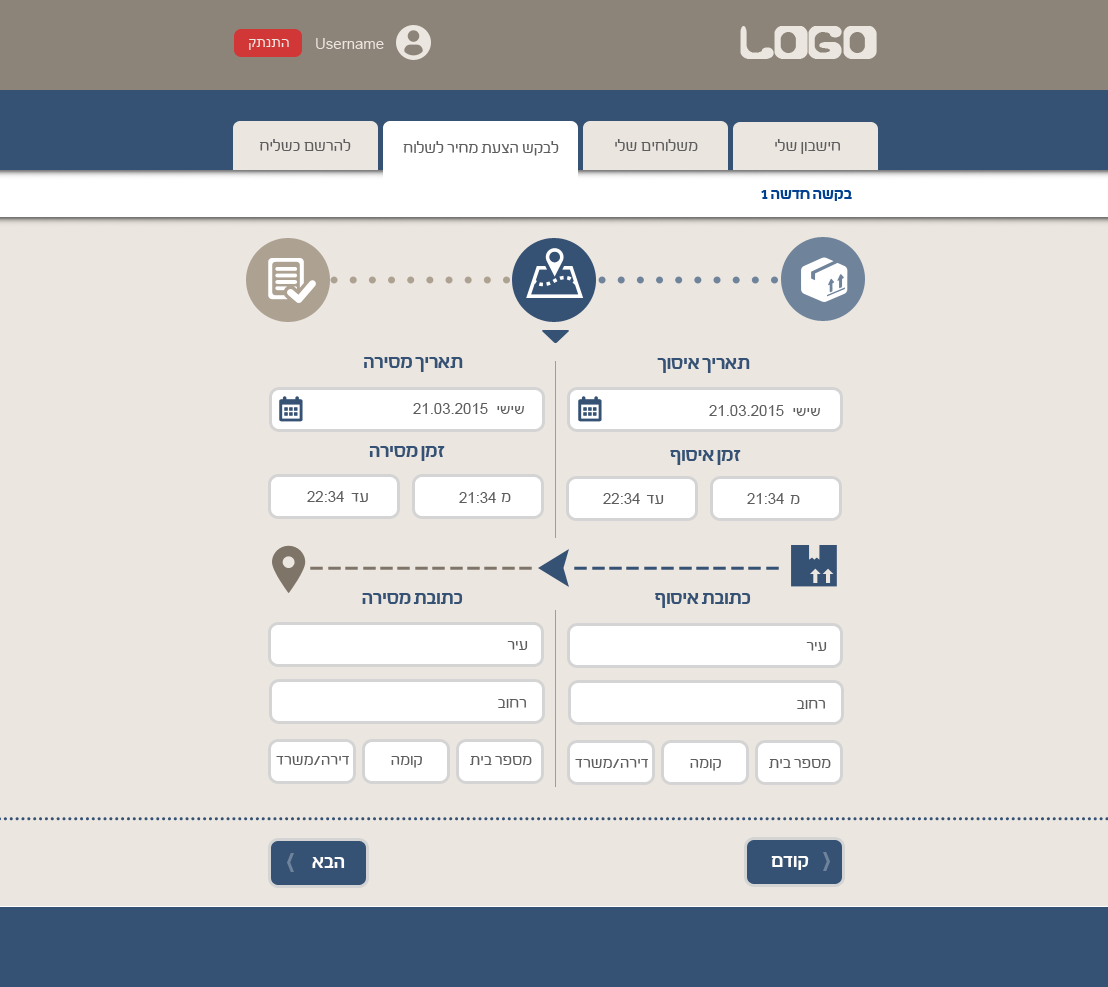 LOGO
Username
התנתק
חישבון שלי
משלוחים שלי
לבקש הצעת מחיר לשלוח
להרשם כשליח
בקשה חדשה 1
תאריך איסוך
תאריך מסירה
שישי 21.03.2015
שישי 21.03.2015
זמן איסוף
זמן מסירה
מ 21:34
עד 22:34
מ 21:34
עד 22:34
כתובת איסוף
כתובת מסירה
עיר
עיר
רחוב
רחוב
מספר בית
קומה
דירה/משרד
מספר בית
קומה
דירה/משרד
קודם
הבא